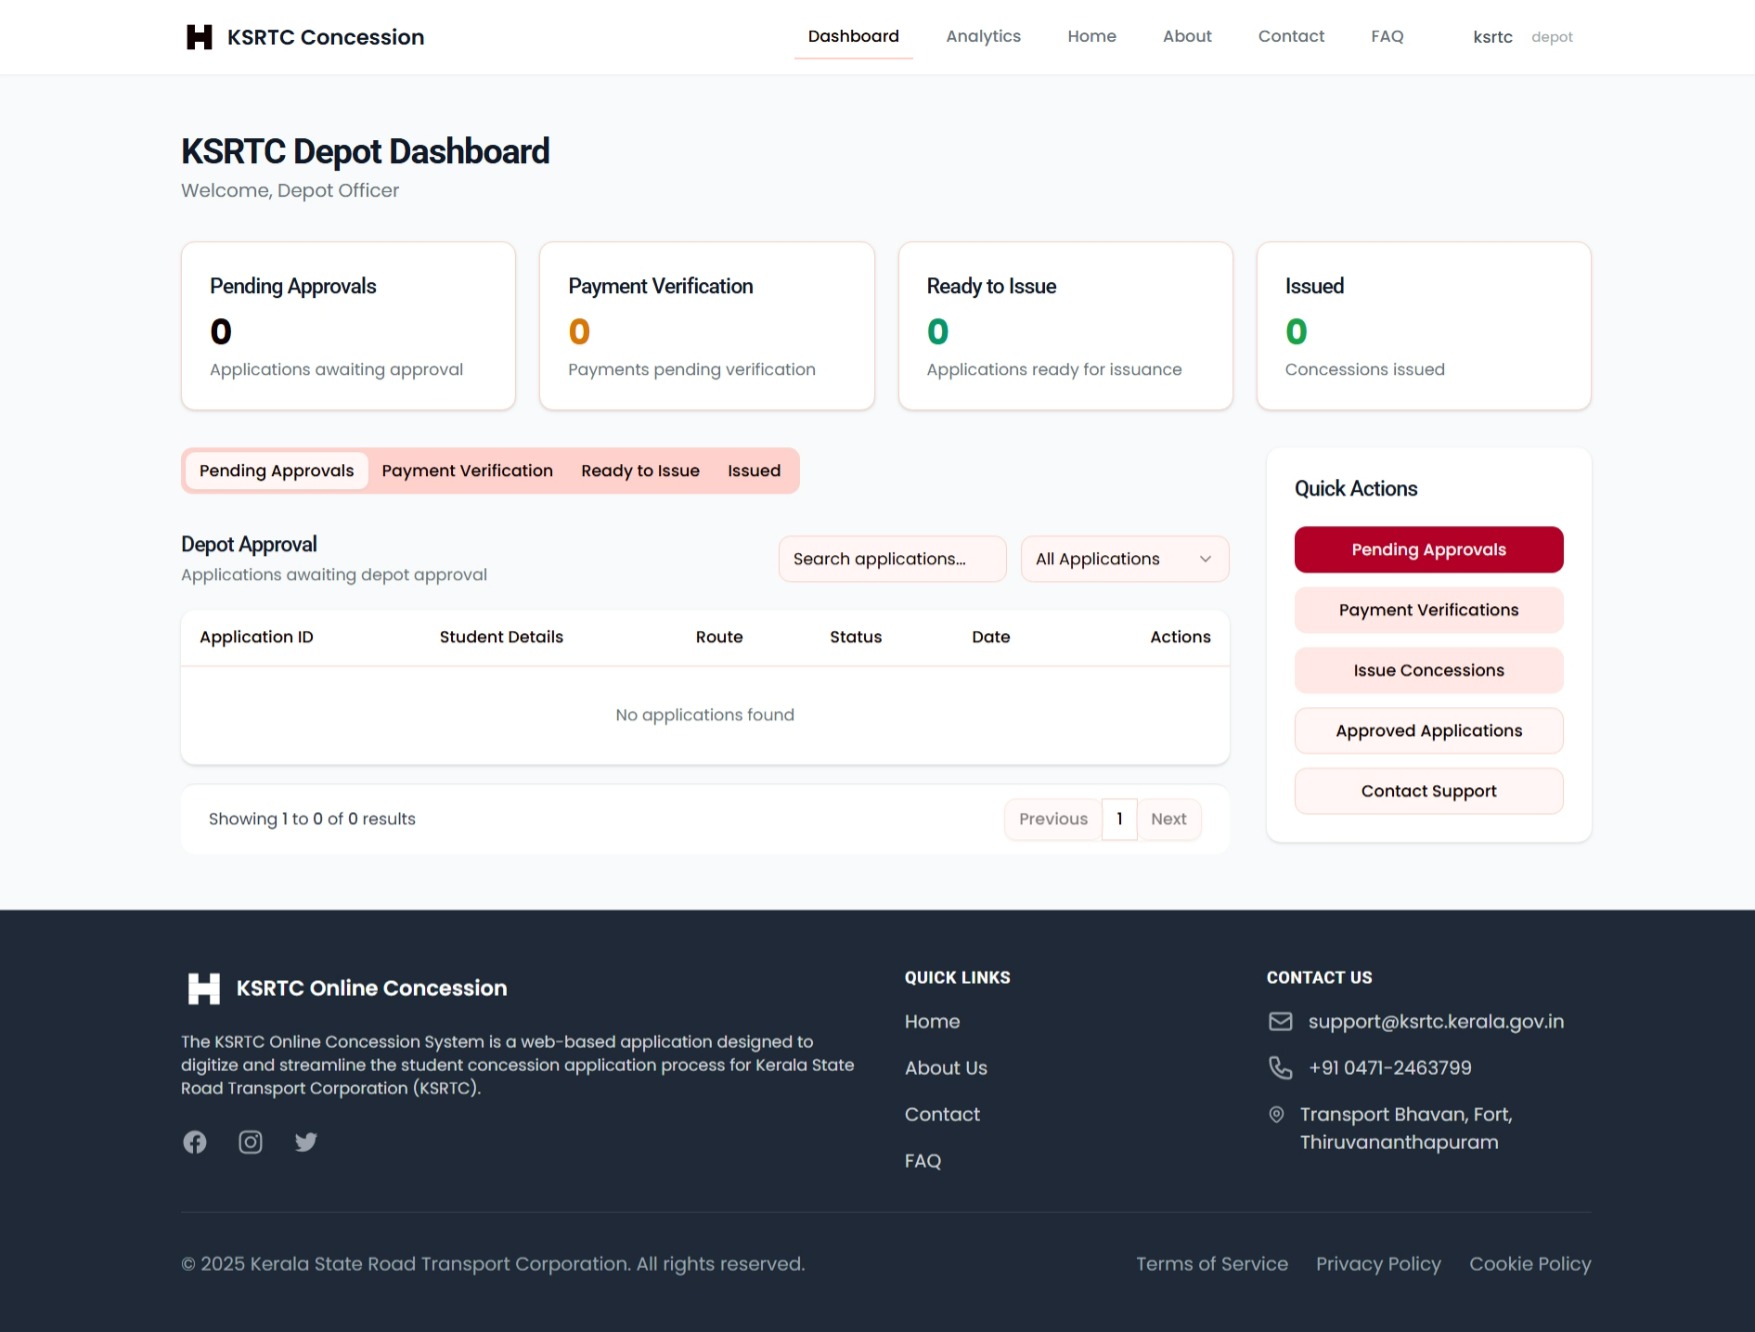 KSRTC Concession
Dashboard Analytics Home About Contact FAQ ksrtc depot
KSRTC Depot Dashboard
Welcome, Depot Officer
Pending Approvals
0
Applications awaiting approval
Payment Verification
0
Payments pending verification
Ready to Issue
0
Applications ready for issuance
Issued
0
Concessions issued
Pending Approvals Payment Verification Ready to Issue Issued
Depot Approval
Applications awaiting depot approval
Search applications...
All Applications
Application ID Student Details Route Status Date Actions
No applications found
Showing 1 to 0 of 0 results
Previous 1 Next
Quick Actions
Pending Approvals
Payment Verifications
Issue Concessions
Approved Applications
Contact Support
KSRTC Online Concession
The KSRTC Online Concession System is a web-based application designed to
digitize and streamline the student concession application process for Kerala State
Road Transport Corporation (KSRTC).
QUICK LINKS
Home
About Us
Contact
FAQ
CONTACT US
support@ksrtc.kerala.gov.in
+91 0471-2463799
Transport Bhavan, Fort,
Thiruvananthapuram
© 2025 Kerala State Road Transport Corporation. All rights reserved.
Terms of Service Privacy Policy Cookie Policy